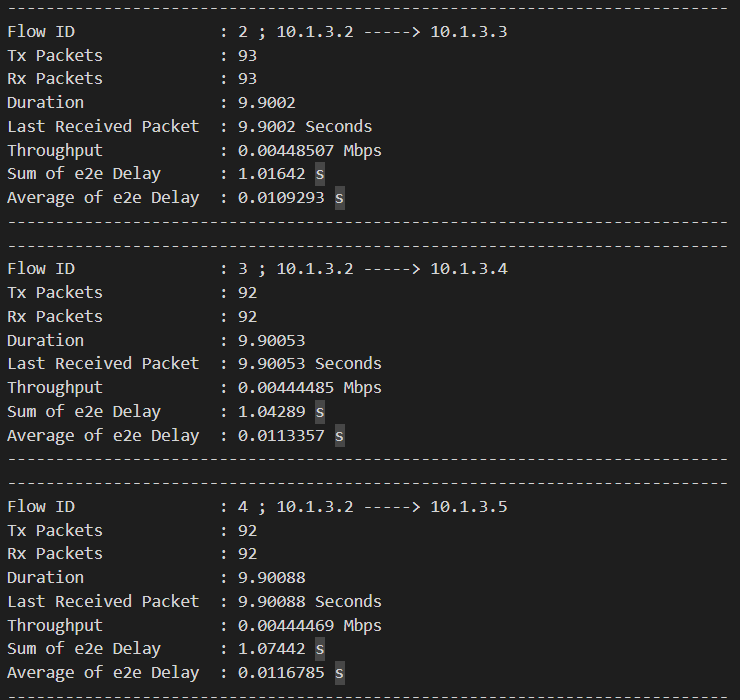 ---------------------------------------------------------------------------
Flow ID               : 2 ; 10.1.3.2 -----> 10.1.3.3
Tx Packets            : 93
Rx Packets            : 93
Duration              : 9.9002
Last Received Packet  : 9.9002 Seconds
Throughput            : 0.00448507 Mbps
Sum of e2e Delay      : 1.01642 s
Average of e2e Delay  : 0.0109293 s
---------------------------------------------------------------------------
---------------------------------------------------------------------------
Flow ID               : 3 ; 10.1.3.2 -----> 10.1.3.4
Tx Packets            : 92
Rx Packets            : 92
Duration              : 9.90053
Last Received Packet  : 9.90053 Seconds
Throughput            : 0.00444485 Mbps
Sum of e2e Delay      : 1.04289 s
Average of e2e Delay  : 0.0113357 s
---------------------------------------------------------------------------
---------------------------------------------------------------------------
Flow ID               : 4 ; 10.1.3.2 -----> 10.1.3.5
Tx Packets            : 92
Rx Packets            : 92
Duration              : 9.90088
Last Received Packet  : 9.90088 Seconds
Throughput            : 0.00444469 Mbps
Sum of e2e Delay      : 1.07442 s
Average of e2e Delay  : 0.0116785 s
---------------------------------------------------------------------------